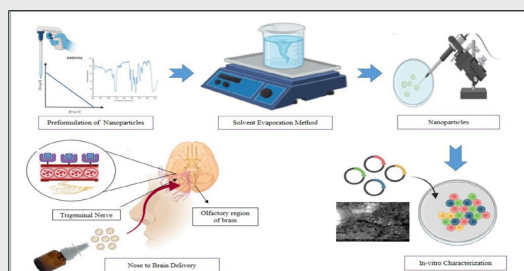 Preformulation of Nanoparticles
Solvent Evaporation Method
Nanoparticles
Trigeminal Nerve
Olfactory region
of brain
Nose to Brain Delivery
In-vitro Characterization